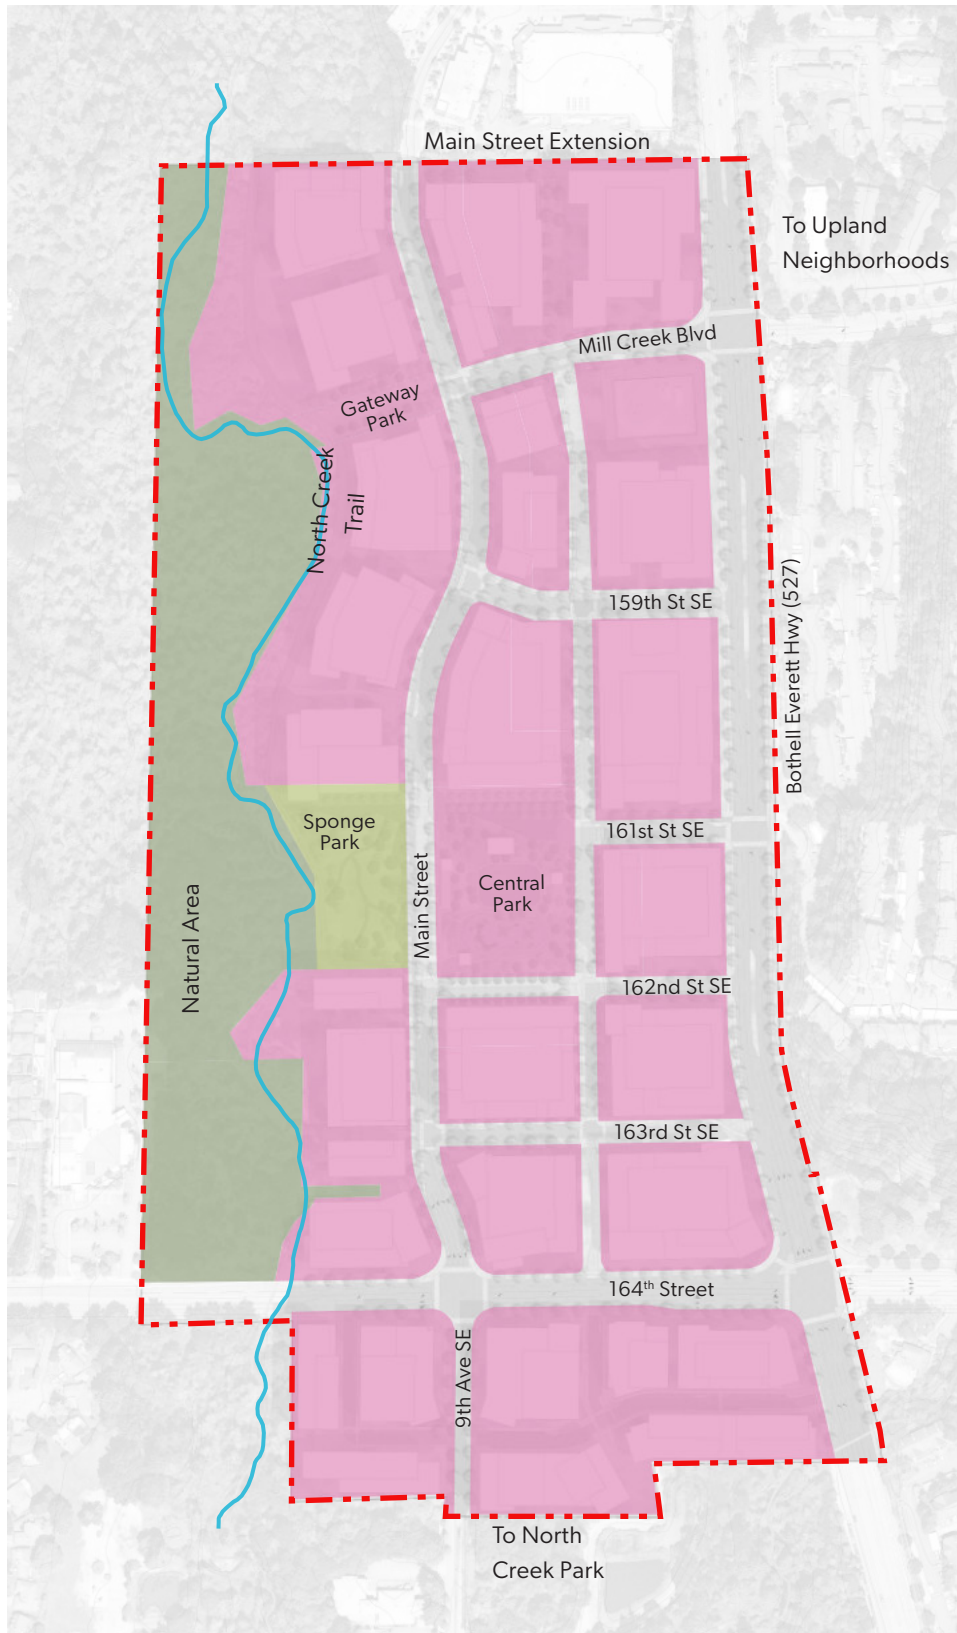 Main Street Extension
To Upland
Neighborhoods
Mill Creek Blvd
Gateway
Park
North Creek
Trail
159th St SE
Bothell Everett Hwy (527)
Sponge
Park
161st St SE
Main Street
Central
Park
Natural Area
162nd St SE
163rd St SE
164th Street
9th Ave SE
To North
Creek Park